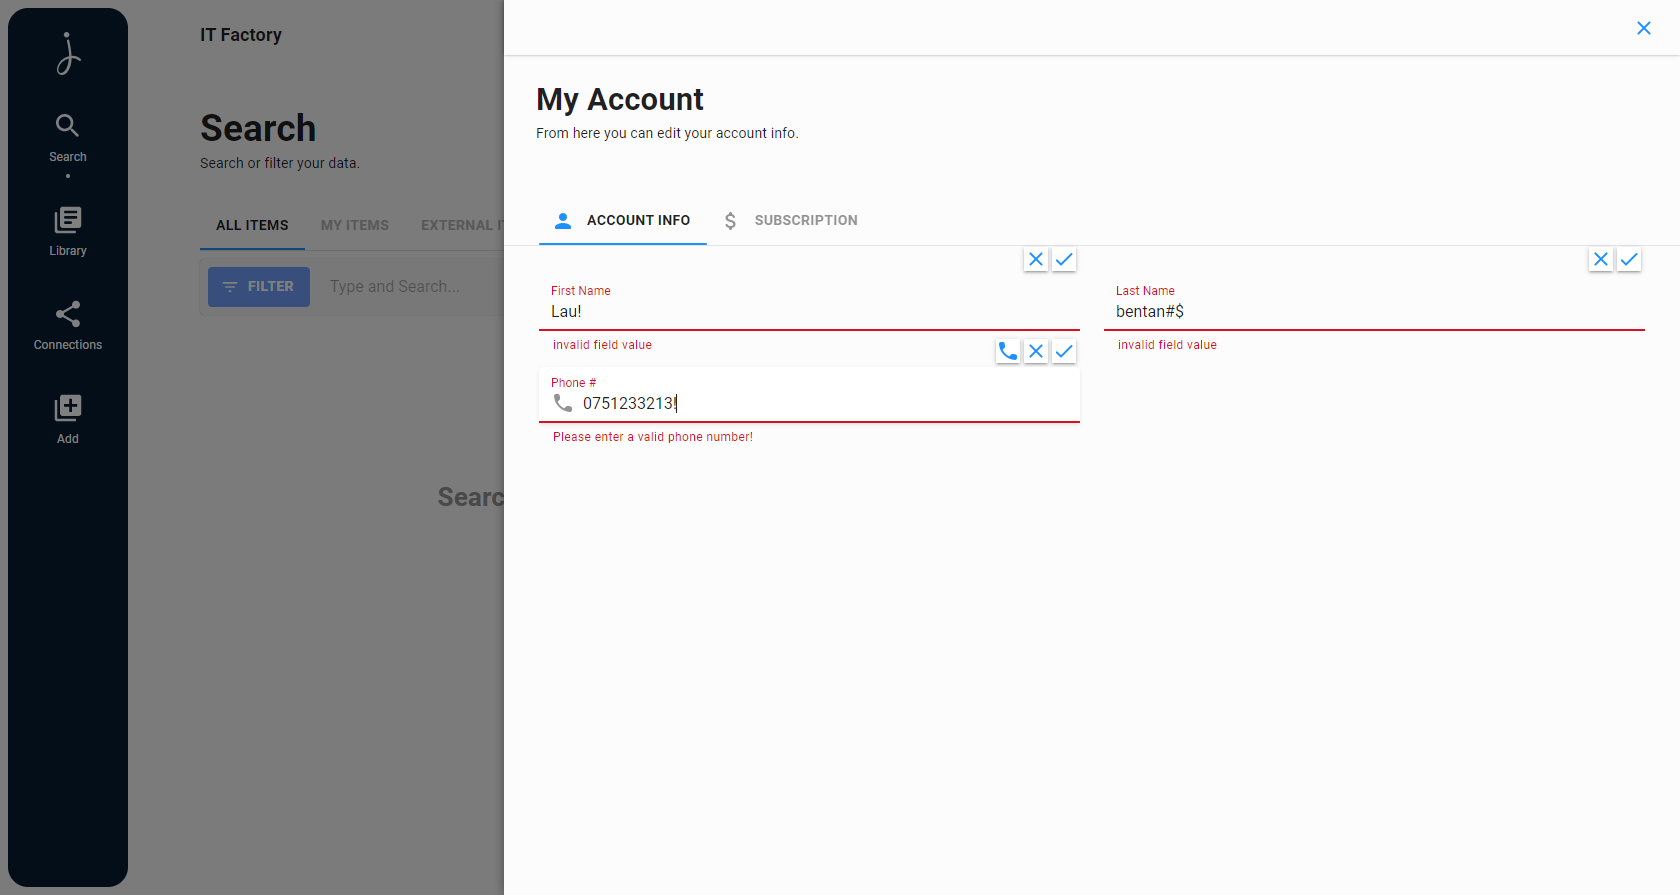 Search
Library
Connections
Add
IT Factory
Search
Search or filter your data.
ALL ITEMS
MY ITEMS
EXTERNAL
FILTER
Type and Search...
My Account
From here you can edit your account info.
ACCOUNT INFO
SUBSCRIPTION
First Name
Lau!
invalid field value
Last Name
bentan#$
invalid field value
Phone #
0751233213!
Please enter a valid phone number!